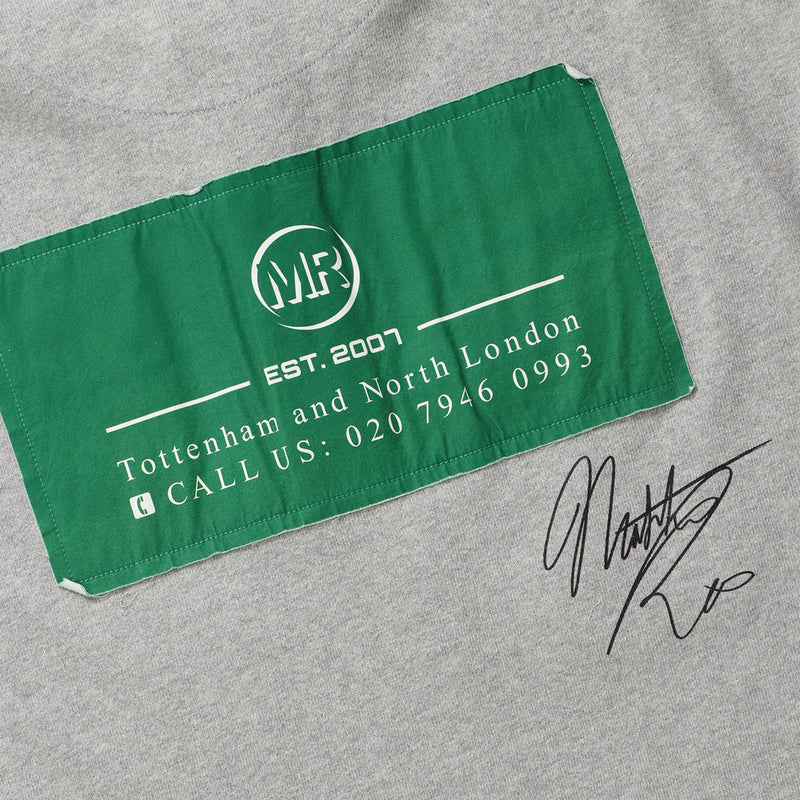 MR
EST. 2007
Tottenham and North London
CALL US: 020 7946 0993